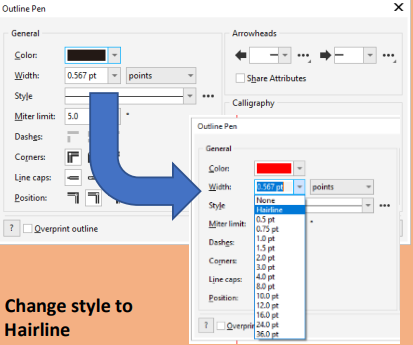 Outline Pen
General
Arrowheads
Color:
Width: 0.567 pt points
Share Attributes
Style
Calligraphy
Miter limit: 5.0 °
Dashes:
Corners:
Line caps:
Position:
? Overprint outline
Outline Pen
General
Color:
Width: 0.567 pt points
None
Style Hairline
0.5 pt
Miter limit: 0.75 pt °
1.0 pt
Dashes: 1.5 pt
2.0 pt
Corners: 3.0 pt
4.0 pt
Line caps: 8.0 pt
10.0 pt
Position: 12.0 pt
16.0 pt
? Overprin 24.0 pt
36.0 pt
Change style to
Hairline